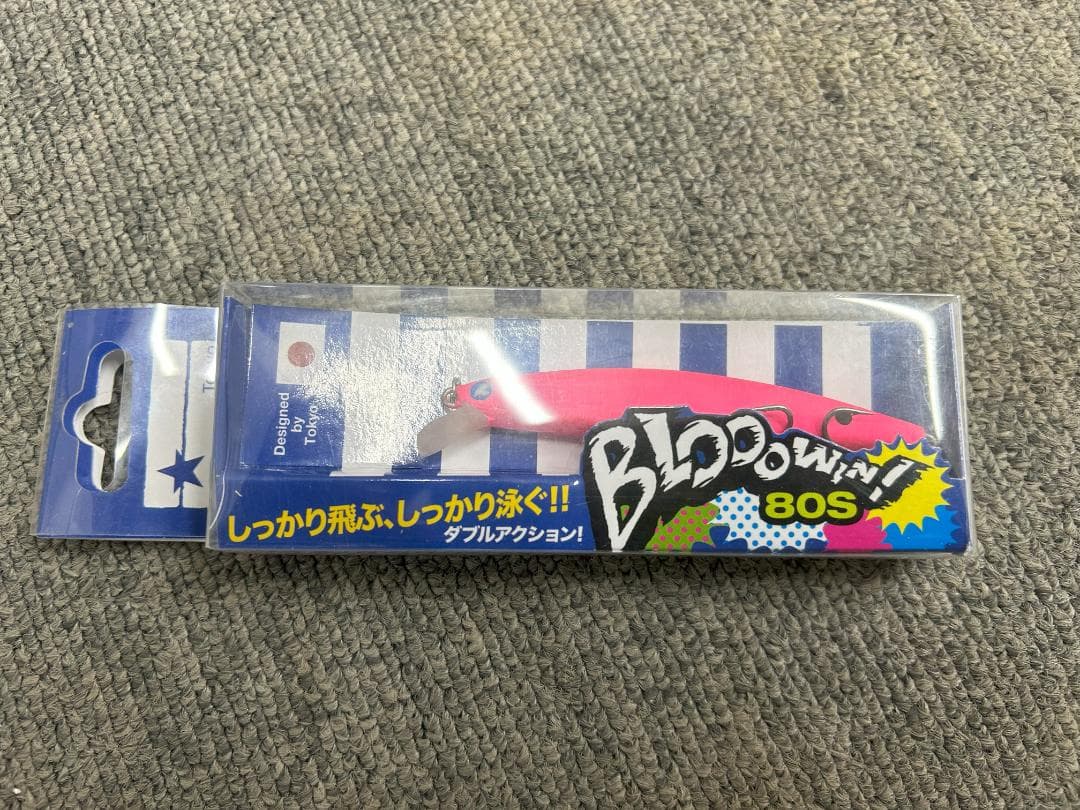 Designed
by
Tokyo
しっかり飛ぶ、しっかり泳ぐ!!
ダブルアクション!
BLOOOWIN!
80S